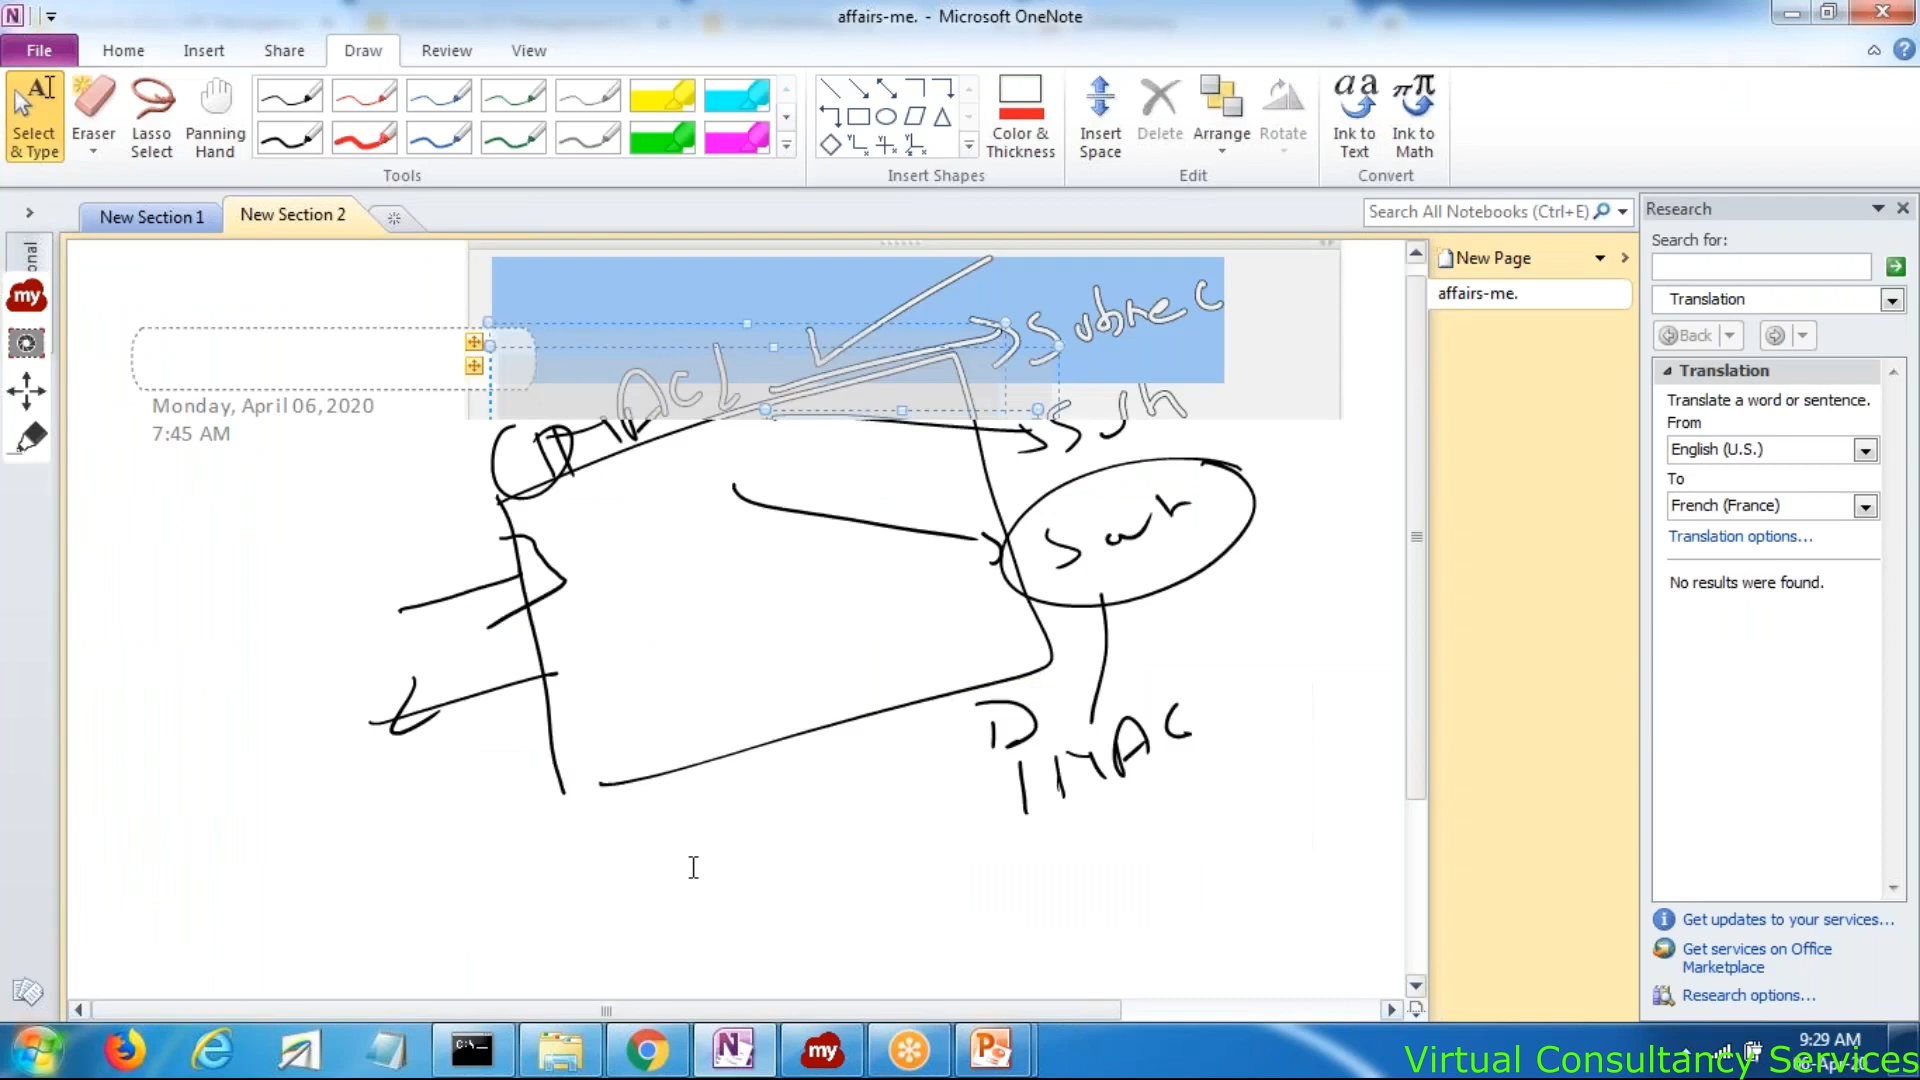 affairs-me. - Microsoft OneNote
File
Home
Insert
Share
Draw
Review
View
Select & Type
Eraser
Lasso Select
Panning Hand
Color & Thickness
Insert Space
Delete
Arrange
Rotate
Ink to Text
Ink to Math
Tools
Insert Shapes
Edit
Convert
New Section 1
New Section 2
Search All Notebooks (Ctrl+E)
New Page
affairs-me.
onal
my
Monday, April 06, 2020
7:45 AM
ssh
Research
Search for:
Translation
Back
Translation
Translate a word or sentence.
From
English (U.S.)
To
French (France)
Translation options...
No results were found.
Get updates to your services...
Get services on Office Marketplace
Research options...
C:\.
my
9:29 AM
Virtual Consultancy Services